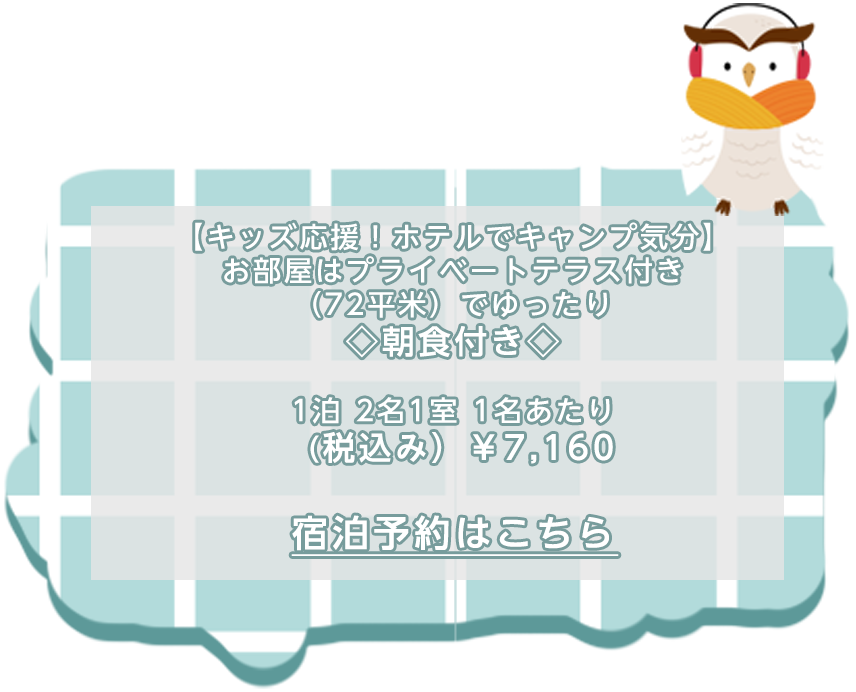 【キッズ応援！ホテルでキャンプ気分】
お部屋はプライベートテラス付き
（72平米）でゆったり
◇朝食付き◇
1泊 2名1室 1名あたり
(税込み）￥7,160
宿泊予約はこちら